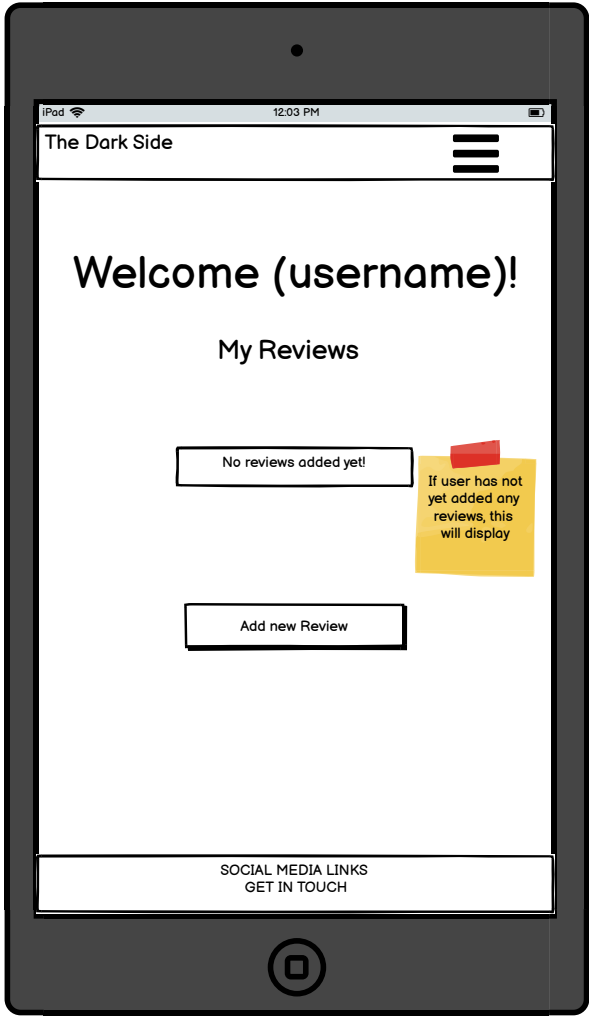 iPad
12:03 PM
The Dark Side
Welcome (username)!
My Reviews
No reviews added yet!
If user has not
yet added any
reviews, this
will display
Add new Review
SOCIAL MEDIA LINKS
GET IN TOUCH